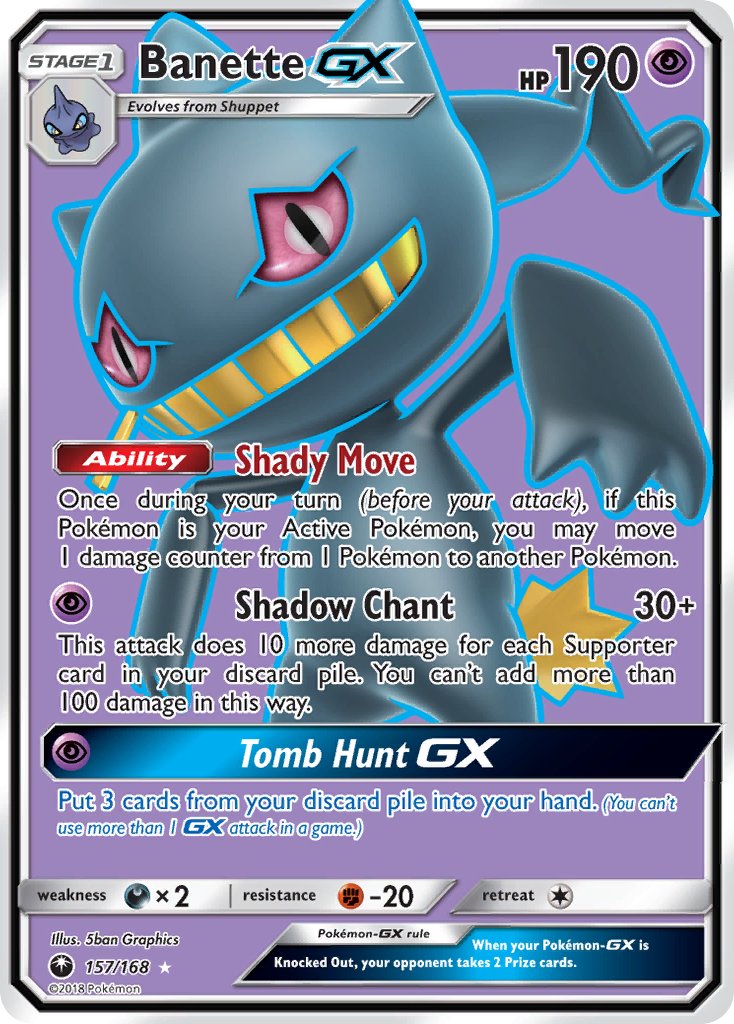 STAGE 1 Banette GX HP 190
Evolves from Shuppet
Ability Shady Move
Once during your turn (before your attack), if this
Pokémon is your Active Pokémon, you may move
1 damage counter from 1 Pokémon to another Pokémon.
Shadow Chant 30+
This attack does 10 more damage for each Supporter
card in your discard pile. You can't add more than
100 damage in this way.
Tomb Hunt GX
Put 3 cards from your discard pile into your hand. (You can't
use more than 1 GX attack in a game.)
weakness ×2 resistance -20 retreat
Illus. 5ban Graphics
157/168
©2018 Pokémon
Pokémon-GX rule
When your Pokémon-GX is
Knocked Out, your opponent takes 2 Prize cards.